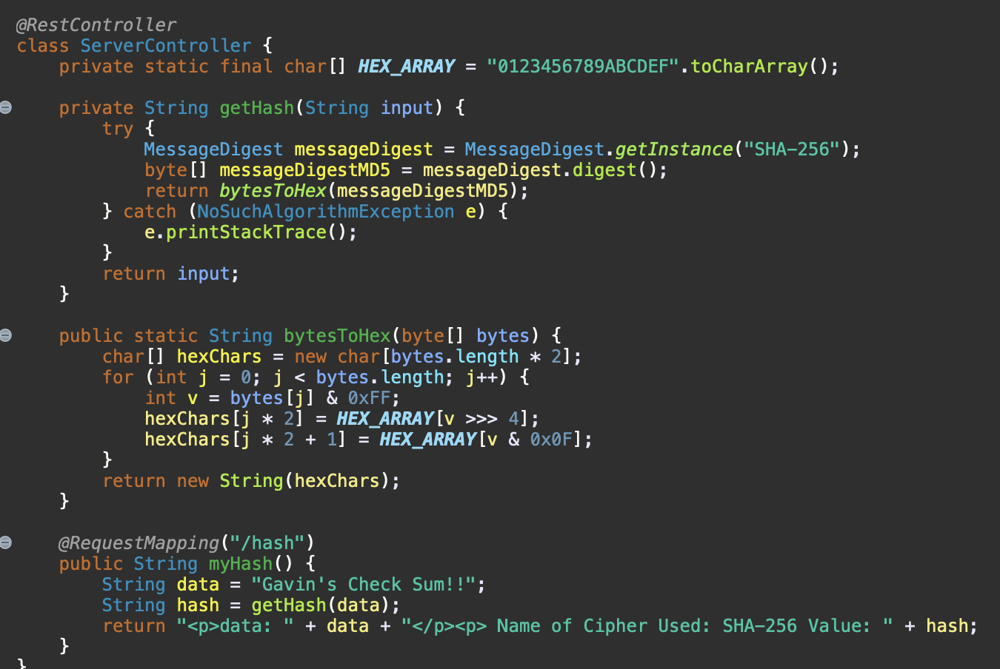 @RestController
class ServerController {
    private static final char[] HEX_ARRAY = "0123456789ABCDEF".toCharArray();

    private String getHash(String input) {
        try {
            MessageDigest messageDigest = MessageDigest.getInstance("SHA-256");
            byte[] messageDigestMD5 = messageDigest.digest();
            return bytesToHex(messageDigestMD5);
        } catch (NoSuchAlgorithmException e) {
            e.printStackTrace();
        }
        return input;
    }

    public static String bytesToHex(byte[] bytes) {
        char[] hexChars = new char[bytes.length * 2];
        for (int j = 0; j < bytes.length; j++) {
            int v = bytes[j] & 0xFF;
            hexChars[j * 2] = HEX_ARRAY[v >>> 4];
            hexChars[j * 2 + 1] = HEX_ARRAY[v & 0x0F];
        }
        return new String(hexChars);
    }

    @RequestMapping("/hash")
    public String myHash() {
        String data = "Gavin's Check Sum!!";
        String hash = getHash(data);
        return "<p>data: " + data + "</p><p> Name of Cipher Used: SHA-256 Value: " + hash;
    }
}